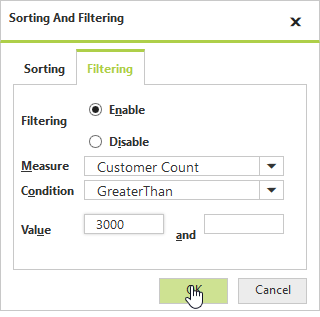 Sorting And Filtering
Sorting Filtering
Filtering Enable
Disable
Measure Customer Count
Condition GreaterThan
Value 3000 and
OK Cancel